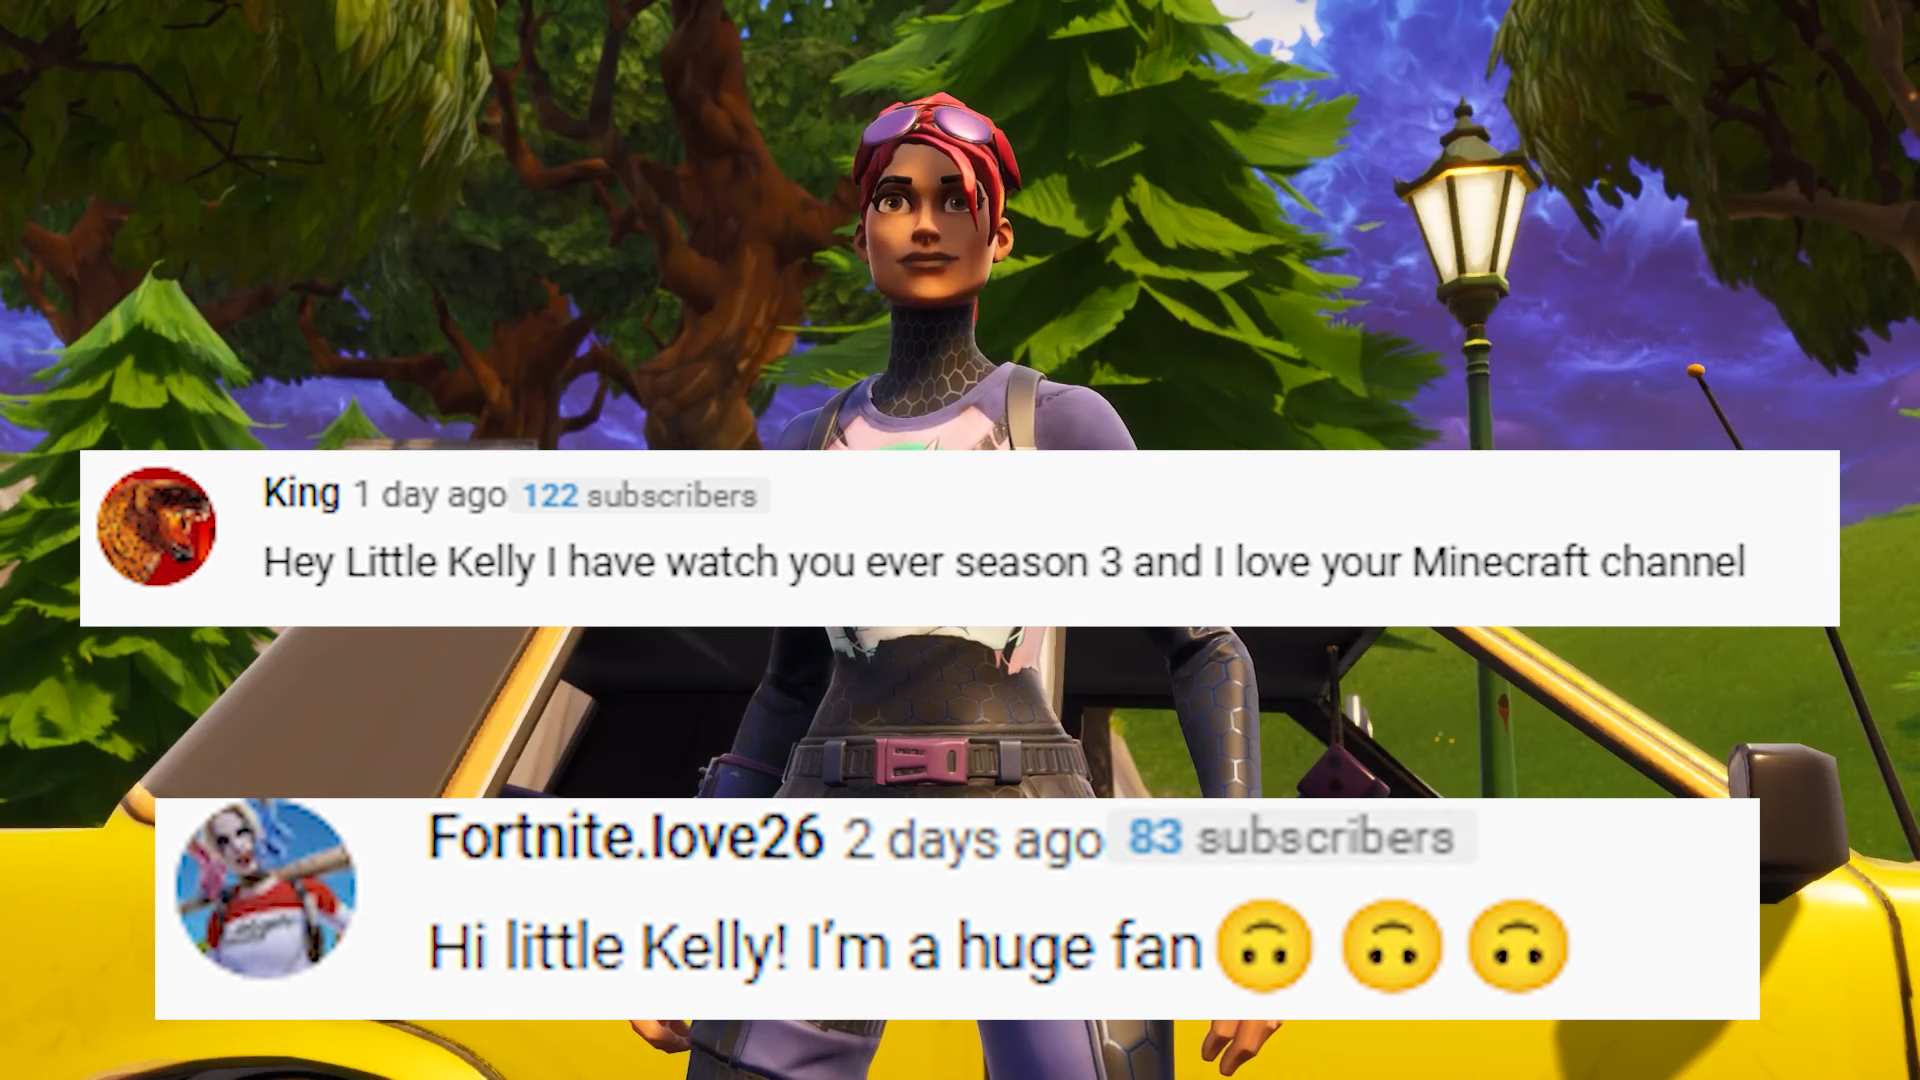 King 1 day ago 122 subscribers
Hey Little Kelly I have watch you ever season 3 and I love your Minecraft channel
Fortnite.love26 2 days ago 83 subscribers
Hi little Kelly! I'm a huge fan🙃 🙃 🙃